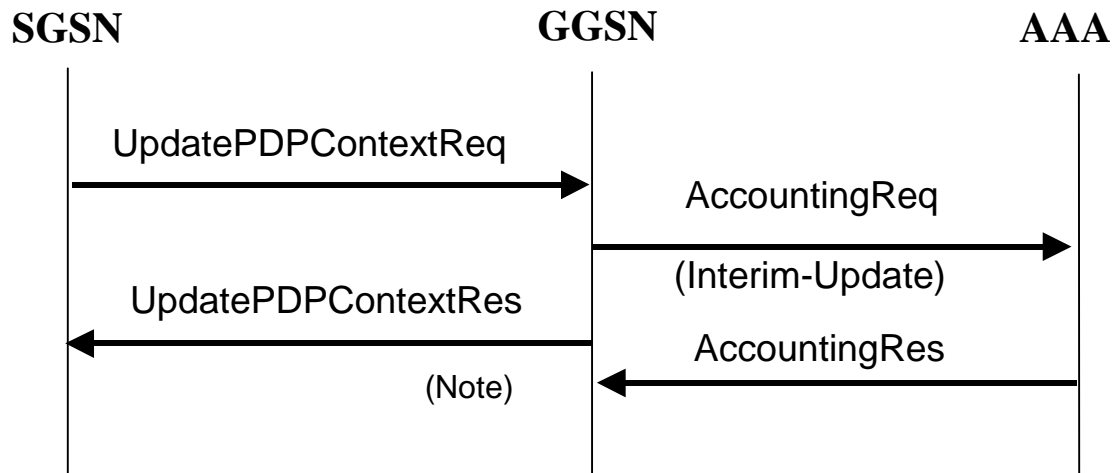 SGSN GGSN AAA
UpdatePDPContextReq
AccountingReq
(Interim-Update)
UpdatePDPContextRes
AccountingRes
(Note)